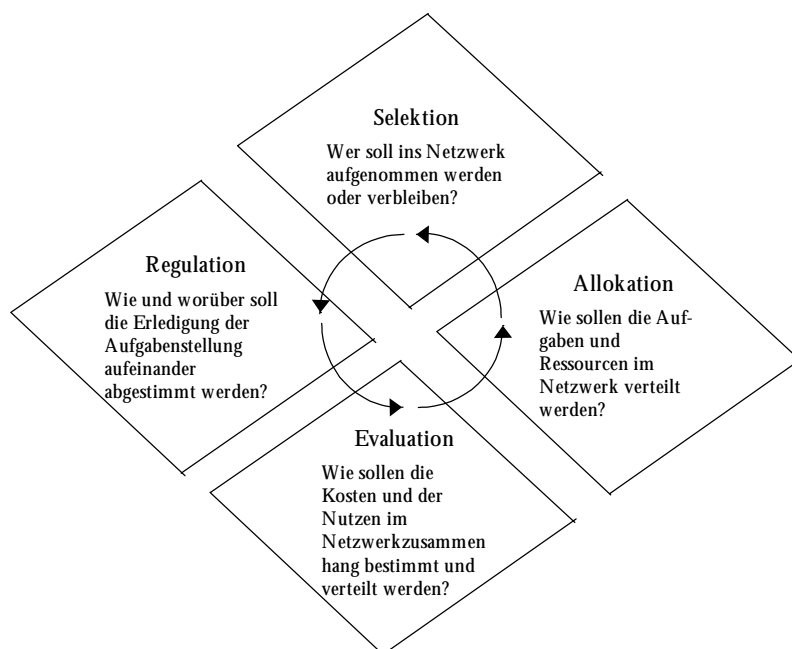 Selektion
Wer soll ins Netzwerk
aufgenommen werden
oder verbleiben?
Regulation
Wie und worüber soll
die Erledigung der
Aufgabenstellung
aufeinander
abgestimmt werden?
Allokation
Wie sollen die Auf-
gaben und
Ressourcen im
Netzwerk verteilt
werden?
Evaluation
Wie sollen die
Kosten und der
Nutzen im
Netzwerkzusammen
hang bestimmt und
verteilt werden?